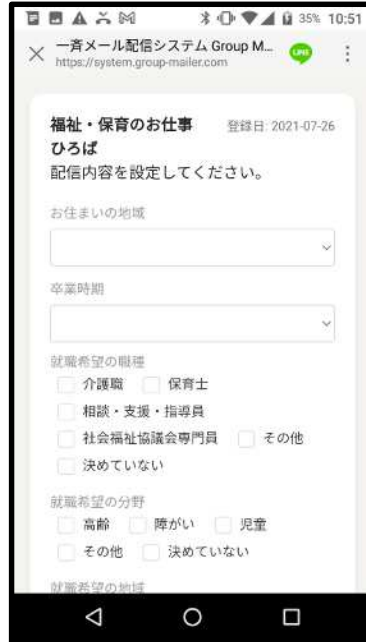 35% 10:51
一斉メール配信システム Group M...
https://system.group-mailer.com
LINE
福祉・保育のお仕事 登録日: 2021-07-26
ひろば
配信内容を設定してください。
お住まいの地域
卒業時期
就職希望の職種
介護職 保育士
相談・支援・指導員
社会福祉協議会専門員 その他
決めていない
就職希望の分野
高齢 障がい 児童
その他 決めていない
就職希望の地域